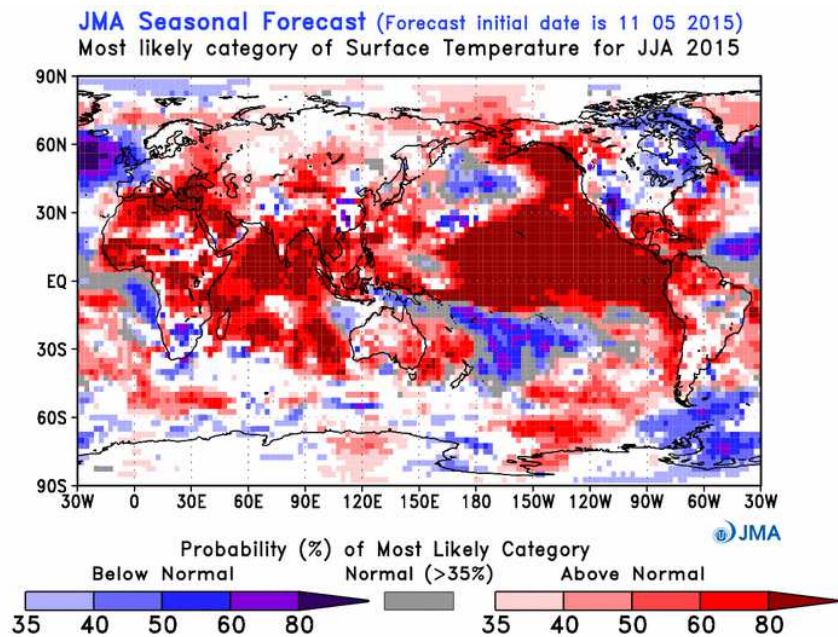 JMA Seasonal Forecast (Forecast initial date is 11 05 2015)
Most likely category of Surface Temperature for JJA 2015
90N
60N
30N
EQ
30S
60S
90S
30W 0 30E 60E 90E 120E 150E 180 150W 120W 90W 60W 30W
JMA
Probability (%) of Most Likely Category
Below Normal Normal (>35%) Above Normal
35 40 50 60 80 35 40 50 60 80